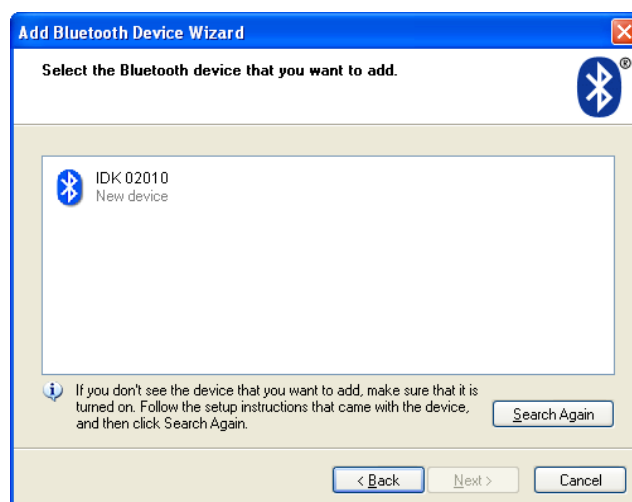 Add Bluetooth Device Wizard
Select the Bluetooth device that you want to add.
®
IDK 02010
New device
If you don't see the device that you want to add, make sure that it is
turned on. Follow the setup instructions that came with the device,
and then click Search Again.
Search Again
< Back
Next >
Cancel